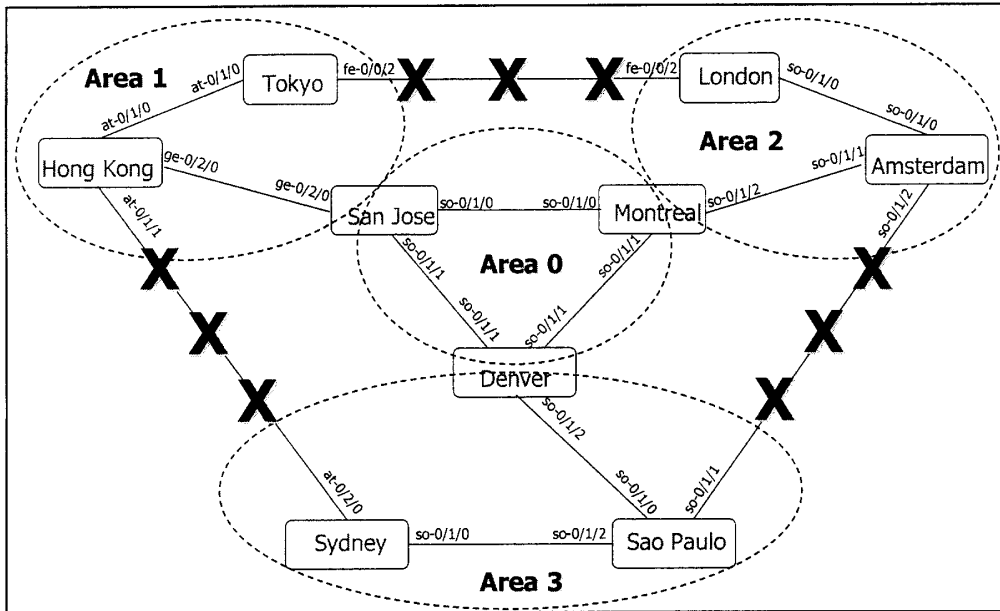 Area 1
Tokyo
at-0/1/0
fe-0/0/2
X X X
fe-0/0/2
London
so-0/1/0
at-0/1/0
Hong Kong
ge-0/2/0
at-0/1/1
Area 2
so-0/1/0
so-0/1/1
Amsterdam
so-0/1/2
ge-0/2/0
San Jose
so-0/1/0
so-0/1/0
Montreal
so-0/1/2
so-0/1/1
Area 0
so-0/1/1
so-0/1/1
so-0/1/1
X
X
X
X
X
X
Denver
so-0/1/2
at-0/2/0
so-0/1/0
so-0/1/1
Sydney
so-0/1/0
so-0/1/2
Sao Paulo
Area 3